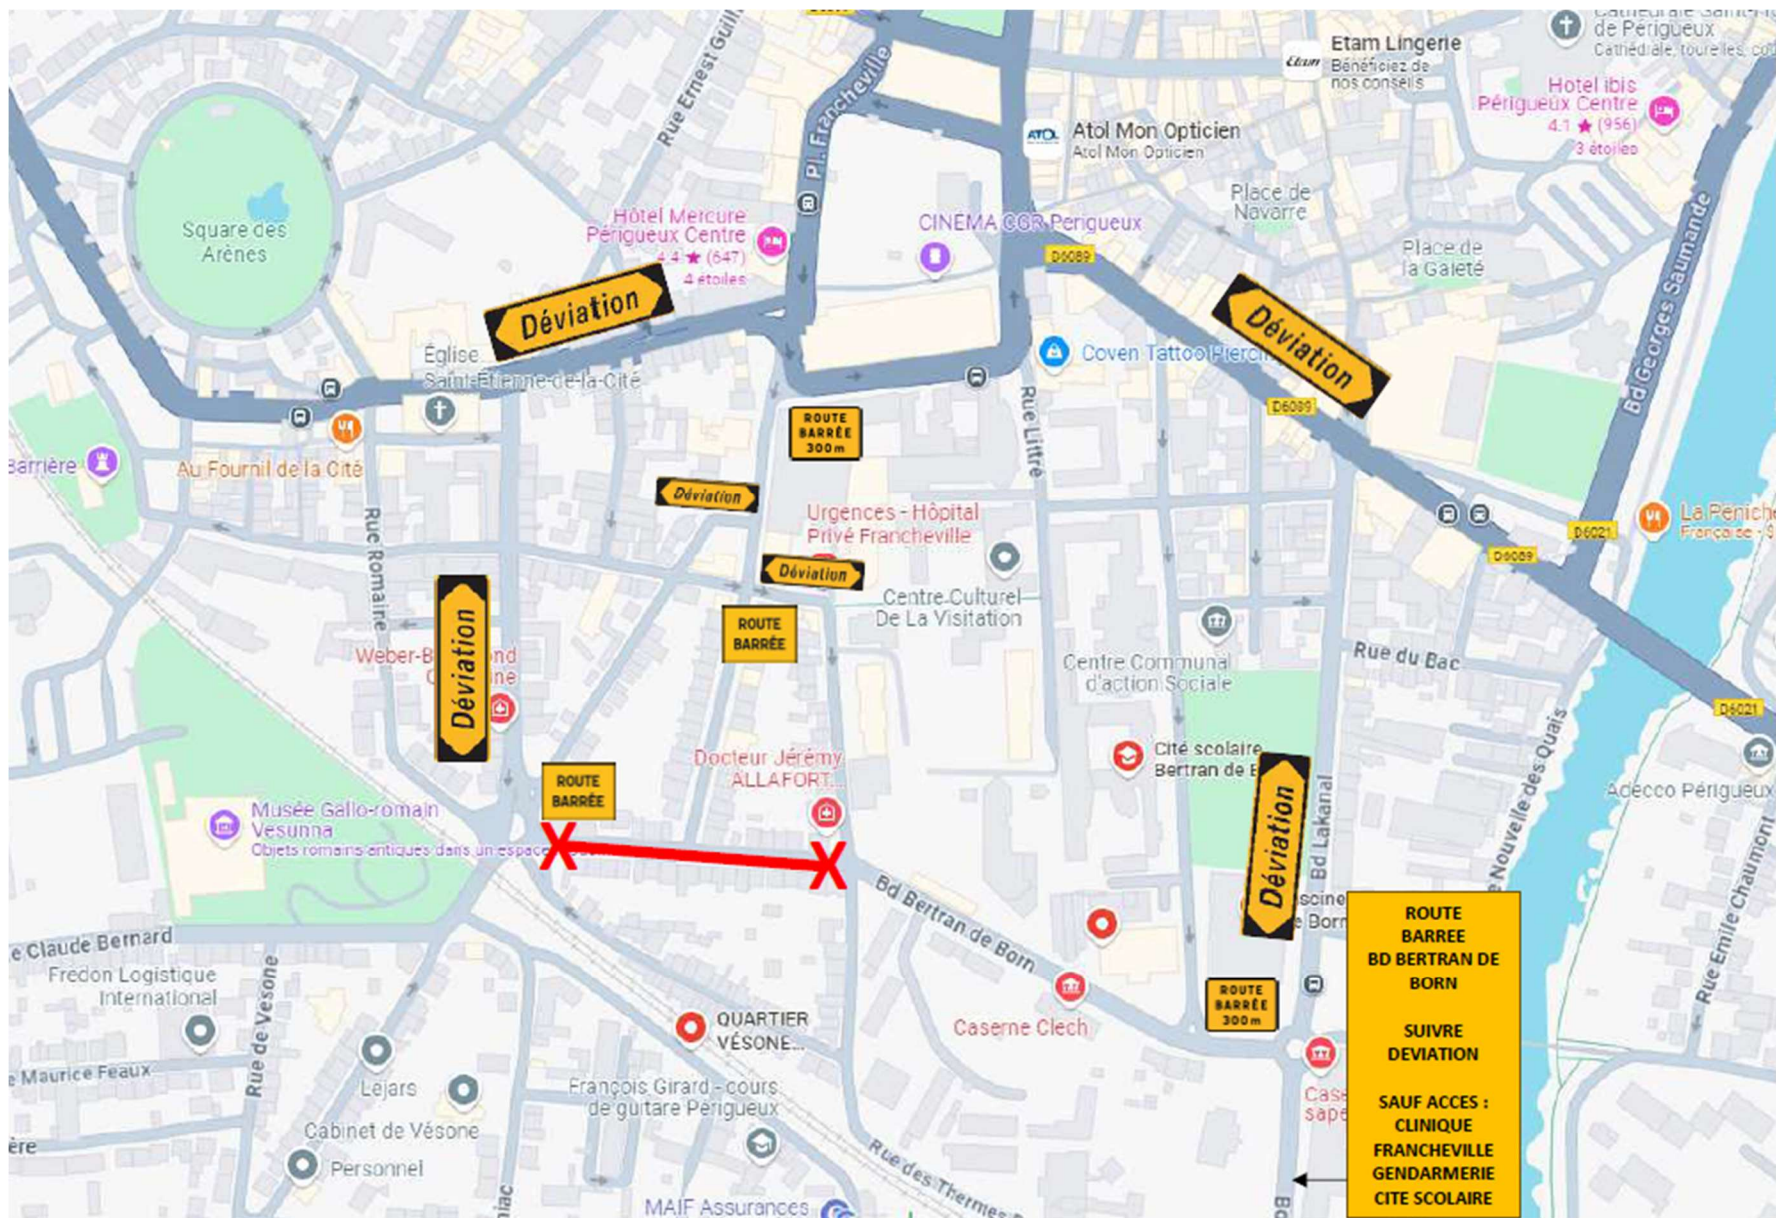 Cathédrale Saint-
de Périgueux
Etam Lingerie
Bénéficiez de
nos conseils
Etam
Hotel ibis
Périgueux Centre
4.1 ★ (956)
3 étoiles
Rue Ernest Guil
Pl. Francheville
ATOL
Atol Mon Opticien
Atol Mon Opticien
Place de
Navarre
Place de
la Gaieté
Bd Georges Saumande
Square des
Arènes
Hôtel Mercure
Périgueux Centre
4.4 ★ (647)
4 étoiles
CINÉMA CGR Périgueux
D6089
Déviation
Déviation
Église
Saint-Étienne-de-la-Cité
Coven Tattoo Pierci
D6089
Rue Littré
ROUTE
BARRÉE
300m
Barrière
Au Fournil de la Cité
Déviation
Urgences - Hôpital
Privé Francheville
La Péniche
Française
D6021
D6089
Rue Romaine
Déviation
Centre Culturel
De La Visitation
ROUTE
BARRÉE
Déviation
Centre Communal
d'action Sociale
Rue du Bac
D6021
Cité scolaire
Bertran de B
Docteur Jérémy
ALLAFORT...
ROUTE
BARRÉE
Adecco Périgueux
Musée Gallo-romain
Vesunna
Objets romains antiques dans un espace
Déviation
Bd Lakanal
e Nouvelle des Quais
Rue Emile Chaumont
Bd Bertran de Born
e Claude Bernard
Fredon Logistique
International
Rue de Vésone
ROUTE
BARRÉE
300m
Caserne Clech
QUARTIER
VÉSONE...
e Maurice Feaux
Lejars
François Girard - cours
de guitare Périgueux
Cabinet de Vésone
Personnel
Rue des Thermes
MAIF Assurances
ROUTE
BARREE
BD BERTRAN DE
BORN
SUIVRE
DEVIATION
SAUF ACCES :
CLINIQUE
FRANCHEVILLE
GENDARMERIE
CITE SCOLAIRE